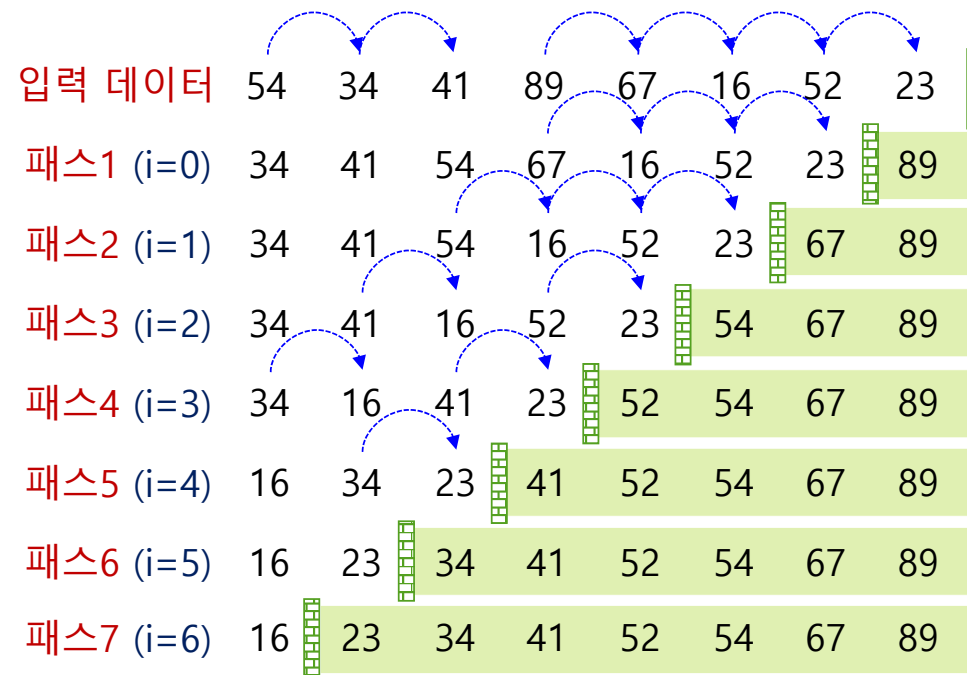 입력 데이터 54 34 41 89 67 16 52 23
패스1 (i=0) 34 41 54 67 16 52 23 89
패스2 (i=1) 34 41 54 16 52 23 67 89
패스3 (i=2) 34 41 16 52 23 54 67 89
패스4 (i=3) 34 16 41 23 52 54 67 89
패스5 (i=4) 16 34 23 41 52 54 67 89
패스6 (i=5) 16 23 34 41 52 54 67 89
패스7 (i=6) 16 23 34 41 52 54 67 89